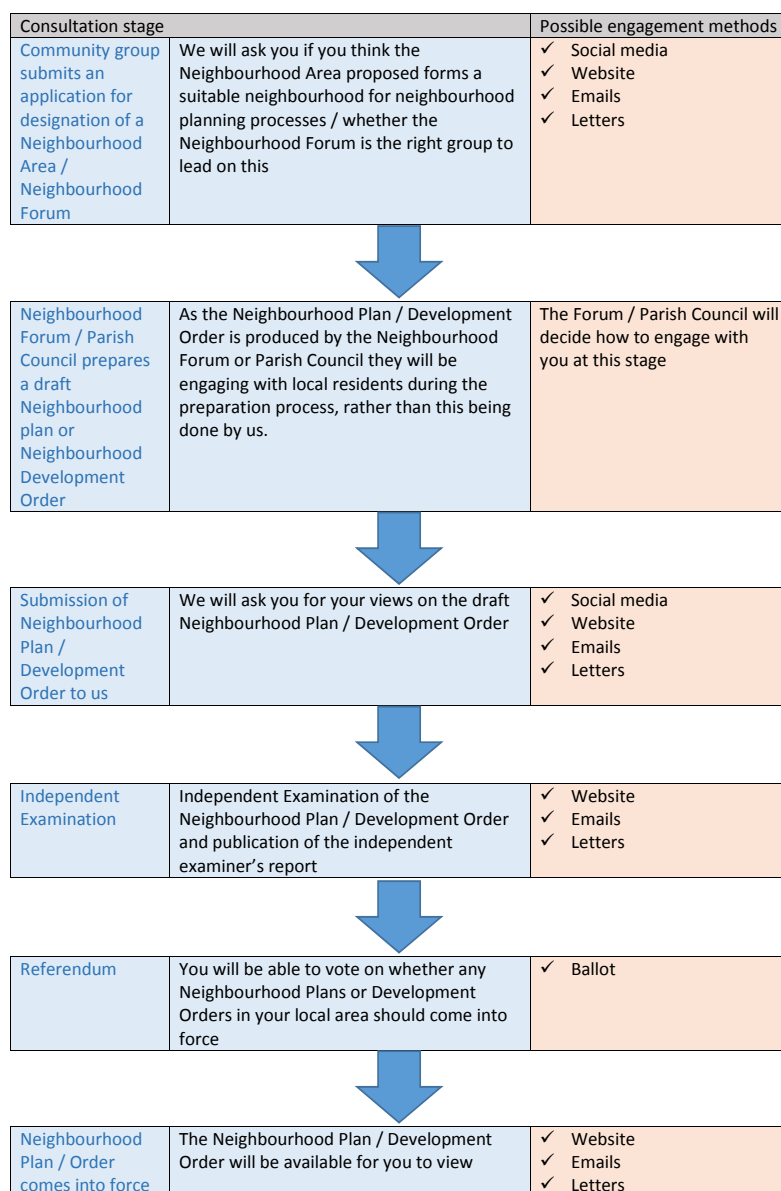 Consultation stage
Possible engagement methods
Community group
submits an
application for
designation of a
Neighbourhood
Area /
Neighbourhood
Forum
We will ask you if you think the
Neighbourhood Area proposed forms a
suitable neighbourhood for neighbourhood
planning processes / whether the
Neighbourhood Forum is the right group to
lead on this
✓ Social media
✓ Website
✓ Emails
✓ Letters
Neighbourhood
Forum / Parish
Council prepares
a draft
Neighbourhood
plan or
Neighbourhood
Development
Order
As the Neighbourhood Plan / Development
Order is produced by the Neighbourhood
Forum or Parish Council they will be
engaging with local residents during the
preparation process, rather than this being
done by us.
The Forum / Parish Council will
decide how to engage with
you at this stage
Submission of
Neighbourhood
Plan /
Development
Order to us
We will ask you for your views on the draft
Neighbourhood Plan / Development Order
✓ Social media
✓ Website
✓ Emails
✓ Letters
Independent
Examination
Independent Examination of the
Neighbourhood Plan / Development Order
and publication of the independent
examiner's report
✓ Website
✓ Emails
✓ Letters
Referendum
You will be able to vote on whether any
Neighbourhood Plans or Development
Orders in your local area should come into
force
✓ Ballot
Neighbourhood
Plan / Order
comes into force
The Neighbourhood Plan / Development
Order will be available for you to view
✓ Website
✓ Emails
✓ Letters